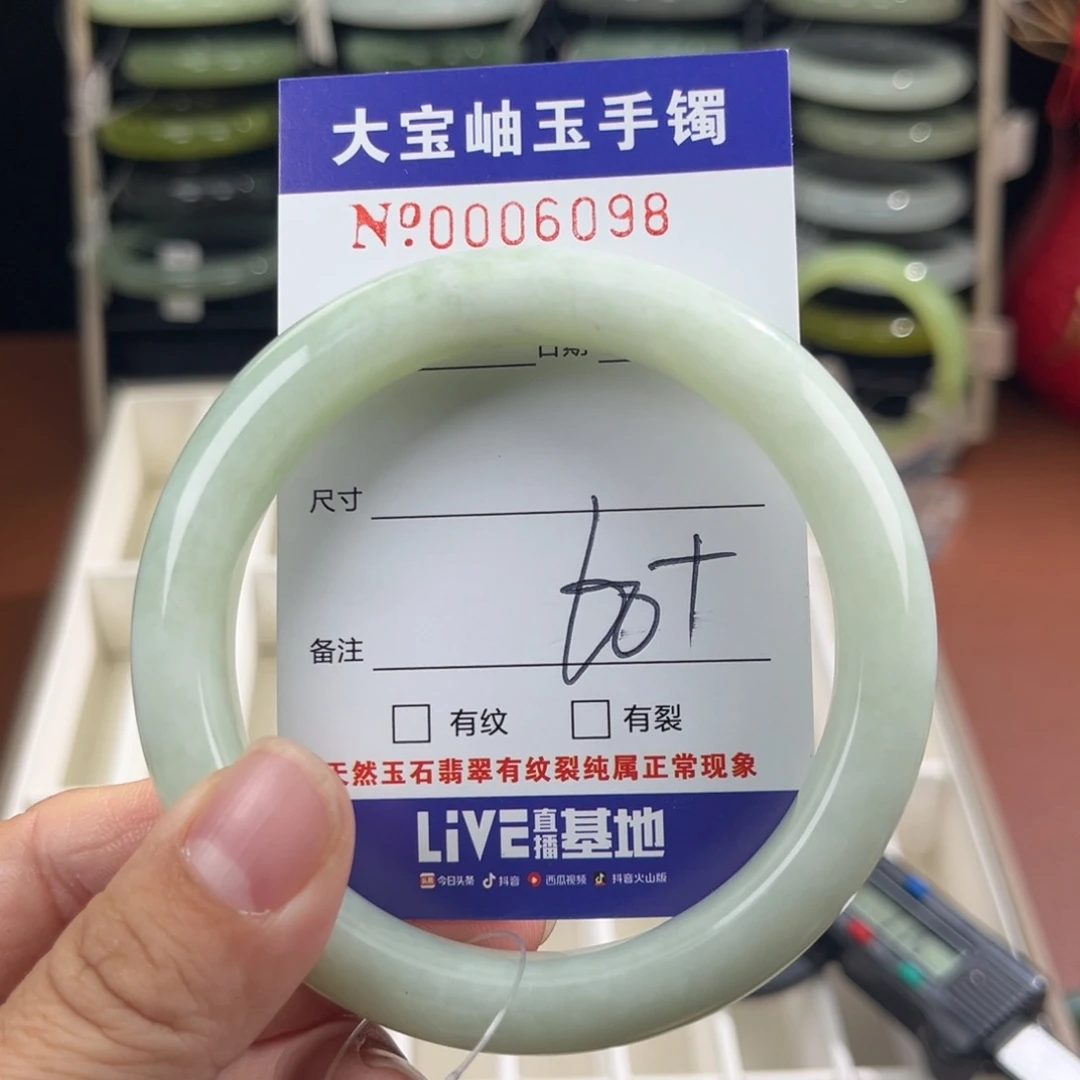 大宝岫玉手镯
Nº0006098
日期
尺寸
60+
备注
有纹 有裂
天然玉石翡翠有纹裂纯属正常现象
LiVE直播基地
头条 今日头条 抖音 西瓜视频 抖音火山版